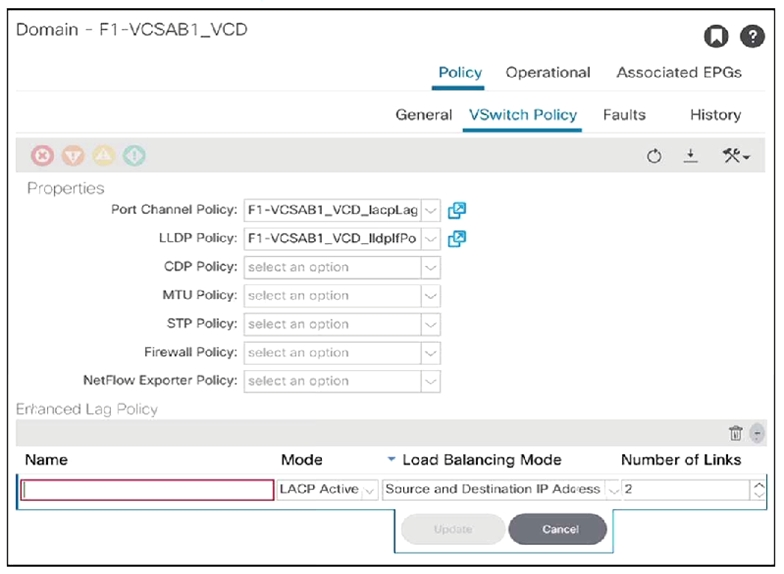 Domain - F1-VCSAB1_VCD
Policy Operational Associated EPGs
General VSwitch Policy Faults History
Properties
Port Channel Policy: F1-VCSAB1_VCD_lacpLag
LLDP Policy: F1-VCSAB1_VCD_lldpIfPo
CDP Policy: select an option
MTU Policy: select an option
STP Policy: select an option
Firewall Policy: select an option
NetFlow Exporter Policy: select an option
Enhanced Lag Policy
Name Mode Load Balancing Mode Number of Links
LACP Active Source and Destination IP Address 2
Update Cancel